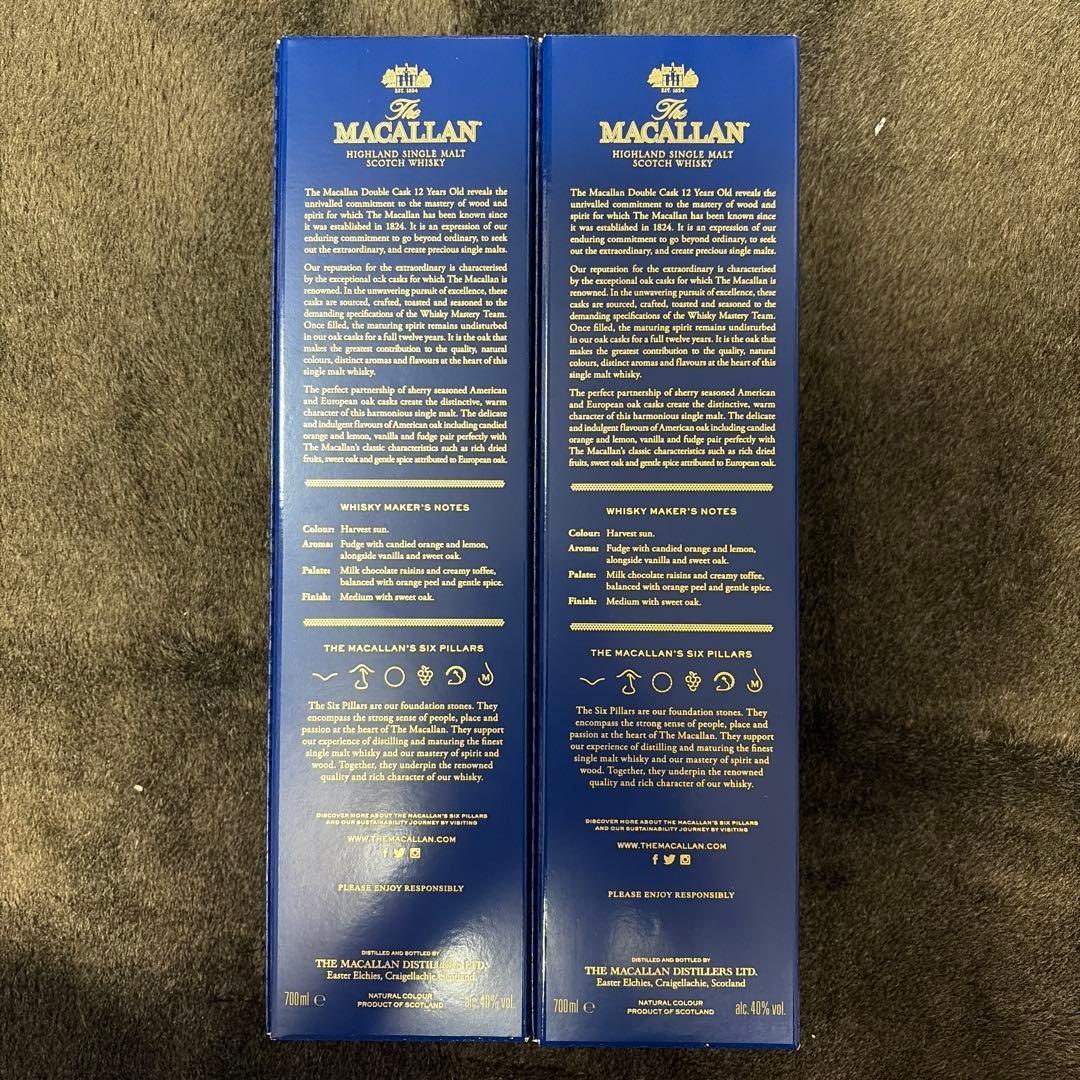 EST. 1824
The
MACALLAN
HIGHLAND SINGLE MALT
SCOTCH WHISKY
The Macallan Double Cask 12 Years Old reveals the
unrivalled commitment to the mastery of wood and
spirit for which The Macallan has been known since
it was established in 1824. It is an expression of our
enduring commitment to go beyond ordinary, to seek
out the extraordinary, and create precious single malts.
Our reputation for the extraordinary is characterised
by the exceptional oak casks for which The Macallan is
renowned. In the unwavering pursuit of excellence, these
casks are sourced, crafted, toasted and seasoned to the
demanding specifications of the Whisky Mastery Team.
Once filled, the maturing spirit remains undisturbed
in our oak casks for a full twelve years. It is the oak that
makes the greatest contribution to the quality, natural
colours, distinct aromas and flavours at the heart of this
single malt whisky.
The perfect partnership of sherry seasoned American
and European oak casks create the distinctive, warm
character of this harmonious single malt. The delicate
and indulgent flavours of American oak including candied
orange and lemon, vanilla and fudge pair perfectly with
The Macallan's classic characteristics such as rich dried
fruits, sweet oak and gentle spice attributed to European oak.
WHISKY MAKER'S NOTES
Colour: Harvest sun.
Aroma: Fudge with candied orange and lemon,
alongside vanilla and sweet oak.
Palate: Milk chocolate raisins and creamy toffee,
balanced with orange peel and gentle spice.
Finish: Medium with sweet oak.
THE MACALLAN'S SIX PILLARS
M
The Six Pillars are our foundation stones. They
encompass the strong sense of people, place and
passion at the heart of The Macallan. They support
our experience of distilling and maturing the finest
single malt whisky and our mastery of spirit and
wood. Together, they underpin the renowned
quality and rich character of our whisky.
DISCOVER MORE ABOUT THE MACALLAN'S SIX PILLARS
AND OUR SUSTAINABILITY JOURNEY BY VISITING
WWW.THEMACALLAN.COM
PLEASE ENJOY RESPONSIBLY
DISTILLED AND BOTTLED BY
THE MACALLAN DISTILLERS LTD.
Easter Elchies, Craigellachie, Scotland
700 ml e
NATURAL COLOUR
PRODUCT OF SCOTLAND
alc. 40% vol.
EST. 1824
The
MACALLAN
HIGHLAND SINGLE MALT
SCOTCH WHISKY
The Macallan Double Cask 12 Years Old reveals the
unrivalled commitment to the mastery of wood and
spirit for which The Macallan has been known since
it was established in 1824. It is an expression of our
enduring commitment to go beyond ordinary, to seek
out the extraordinary, and create precious single malts.
Our reputation for the extraordinary is characterised
by the exceptional oak casks for which The Macallan is
renowned. In the unwavering pursuit of excellence, these
casks are sourced, crafted, toasted and seasoned to the
demanding specifications of the Whisky Mastery Team.
Once filled, the maturing spirit remains undisturbed
in our oak casks for a full twelve years. It is the oak that
makes the greatest contribution to the quality, natural
colours, distinct aromas and flavours at the heart of this
single malt whisky.
The perfect partnership of sherry seasoned American
and European oak casks create the distinctive, warm
character of this harmonious single malt. The delicate
and indulgent flavours of American oak including candied
orange and lemon, vanilla and fudge pair perfectly with
The Macallan's classic characteristics such as rich dried
fruits, sweet oak and gentle spice attributed to European oak.
WHISKY MAKER'S NOTES
Colour: Harvest sun.
Aroma: Fudge with candied orange and lemon,
alongside vanilla and sweet oak.
Palate: Milk chocolate raisins and creamy toffee,
balanced with orange peel and gentle spice.
Finish: Medium with sweet oak.
THE MACALLAN'S SIX PILLARS
M
The Six Pillars are our foundation stones. They
encompass the strong sense of people, place and
passion at the heart of The Macallan. They support
our experience of distilling and maturing the finest
single malt whisky and our mastery of spirit and
wood. Together, they underpin the renowned
quality and rich character of our whisky.
DISCOVER MORE ABOUT THE MACALLAN'S SIX PILLARS
AND OUR SUSTAINABILITY JOURNEY BY VISITING
WWW.THEMACALLAN.COM
PLEASE ENJOY RESPONSIBLY
DISTILLED AND BOTTLED BY
THE MACALLAN DISTILLERS LTD.
Easter Elchies, Craigellachie, Scotland
700 ml e
NATURAL COLOUR
PRODUCT OF SCOTLAND
alc. 40% vol.